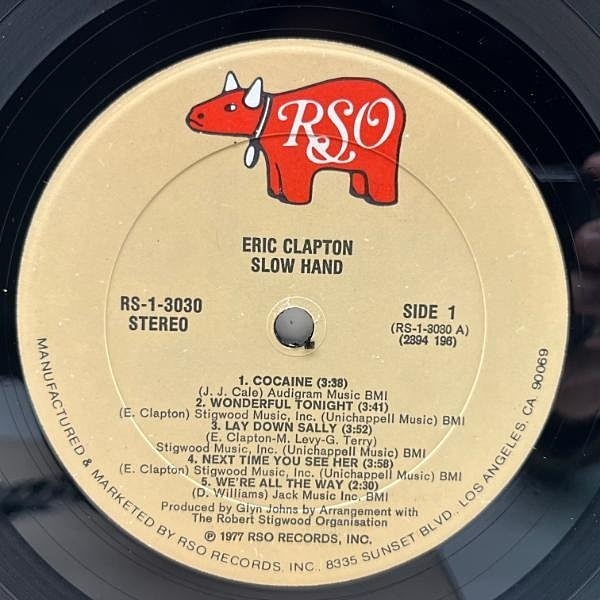 RSO
ERIC CLAPTON
SLOW HAND
RS-1-3030
STEREO
SIDE 1
(RS-1-3030 A)
(2394 196)
1. COCAINE (3:38)
(J. J. Cale) Audigram Music BMI
2. WONDERFUL TONIGHT (3:41)
(E. Clapton) Stigwood Music, Inc. (Unichappell Music) BMI
3. LAY DOWN SALLY (3:52)
(E. Clapton-M. Levy-G. Terry)
Stigwood Music, Inc. (Unichappell Music) BMI
4. NEXT TIME YOU SEE HER (3:58)
(E. Clapton) Stigwood Music, Inc. (Unichappell Music) BMI
5. WE'RE ALL THE WAY (2:30)
(D. Williams) Jack Music Inc. BMI
Produced by Glyn Johns by Arrangement with
The Robert Stigwood Organisation
℗ 1977 RSO RECORDS, INC.
MANUFACTURED & MARKETED BY RSO RECORDS, INC., 8335 SUNSET BLVD., LOS ANGELES, CA. 90069